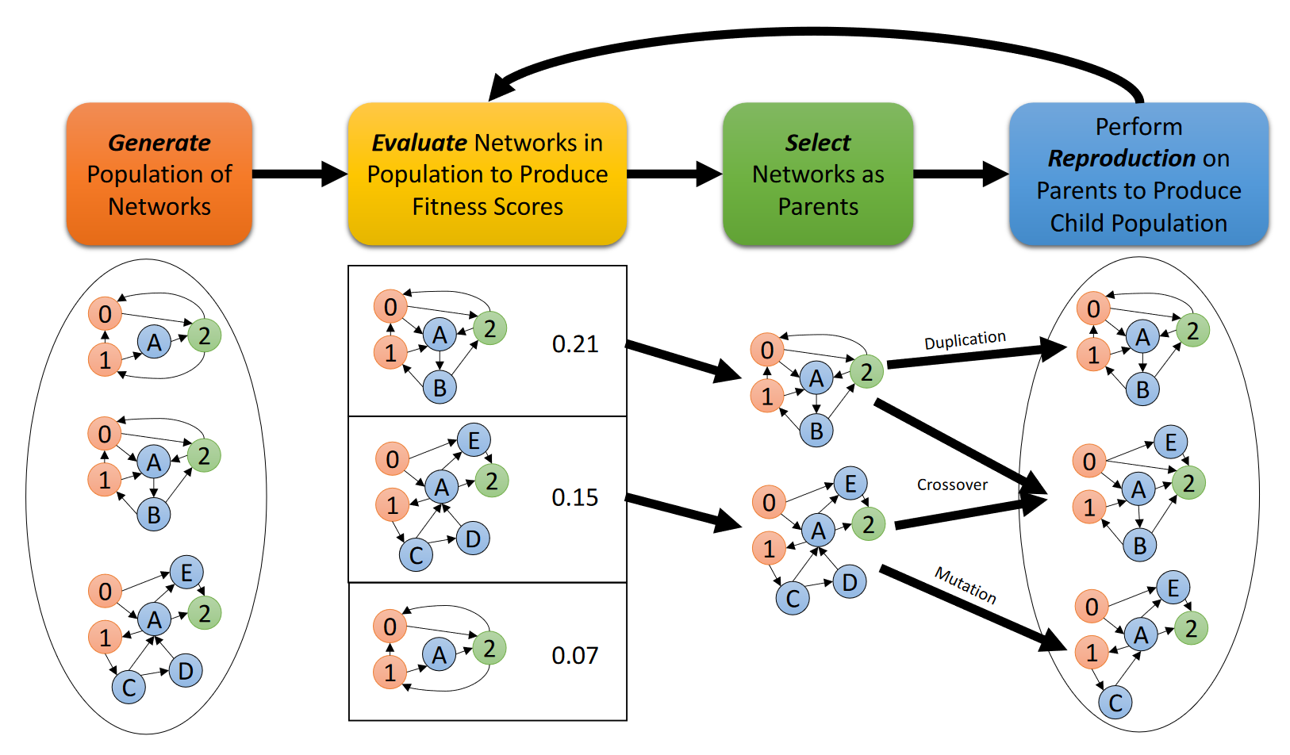 Generate
Population of
Networks
Evaluate Networks in
Population to Produce
Fitness Scores
Select
Networks as
Parents
Perform
Reproduction on
Parents to Produce
Child Population
0
1
A
2
0
1
A
2
B
0
1
A
E
2
C
D
0
1
A
2
B
0.21
0
1
A
E
2
C
D
0.15
0
1
A
2
0.07
0
1
A
2
B
0
1
A
E
2
C
D
Duplication
Crossover
Mutation
0
1
A
2
B
0
1
A
E
2
B
0
1
A
E
2
C